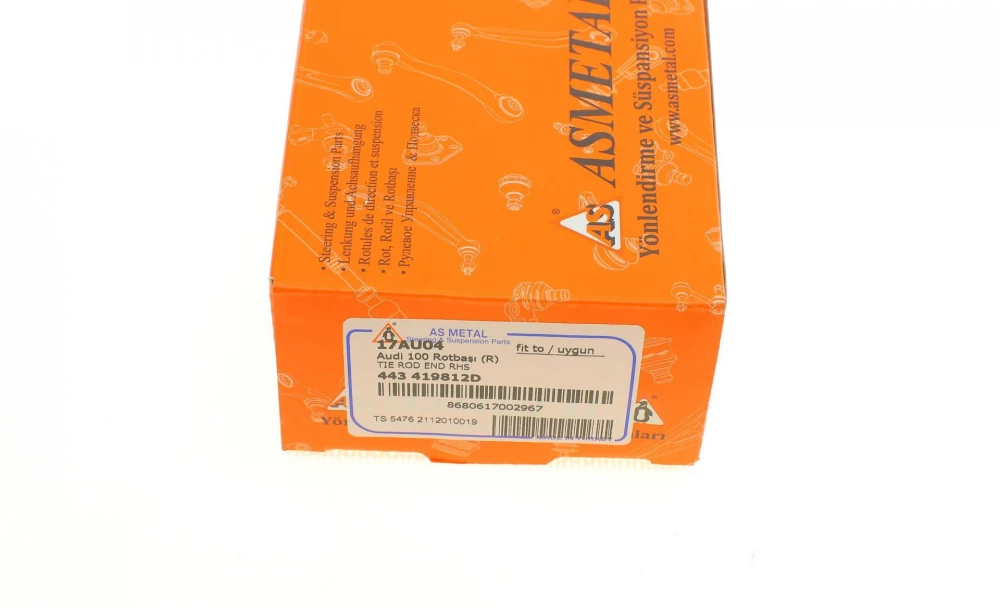 ASMETAL
Yönlendirme ve Süspansiyon
www.asmetal.com
AS
®
• Steering & Suspension Parts
• Lenkung und Achsaufhangung
• Rotules de direction et suspension
• Rot, Rotil ve Rotbaşı
• Рулевое Управление & Подвеска
AS METAL
Steering & Suspension Parts
17AU04
fit to / uygun
Audi 100 Rotbaşı (R)
TIE ROD END RHS
443 419812D
8680617002967
TS 5476 2112010019